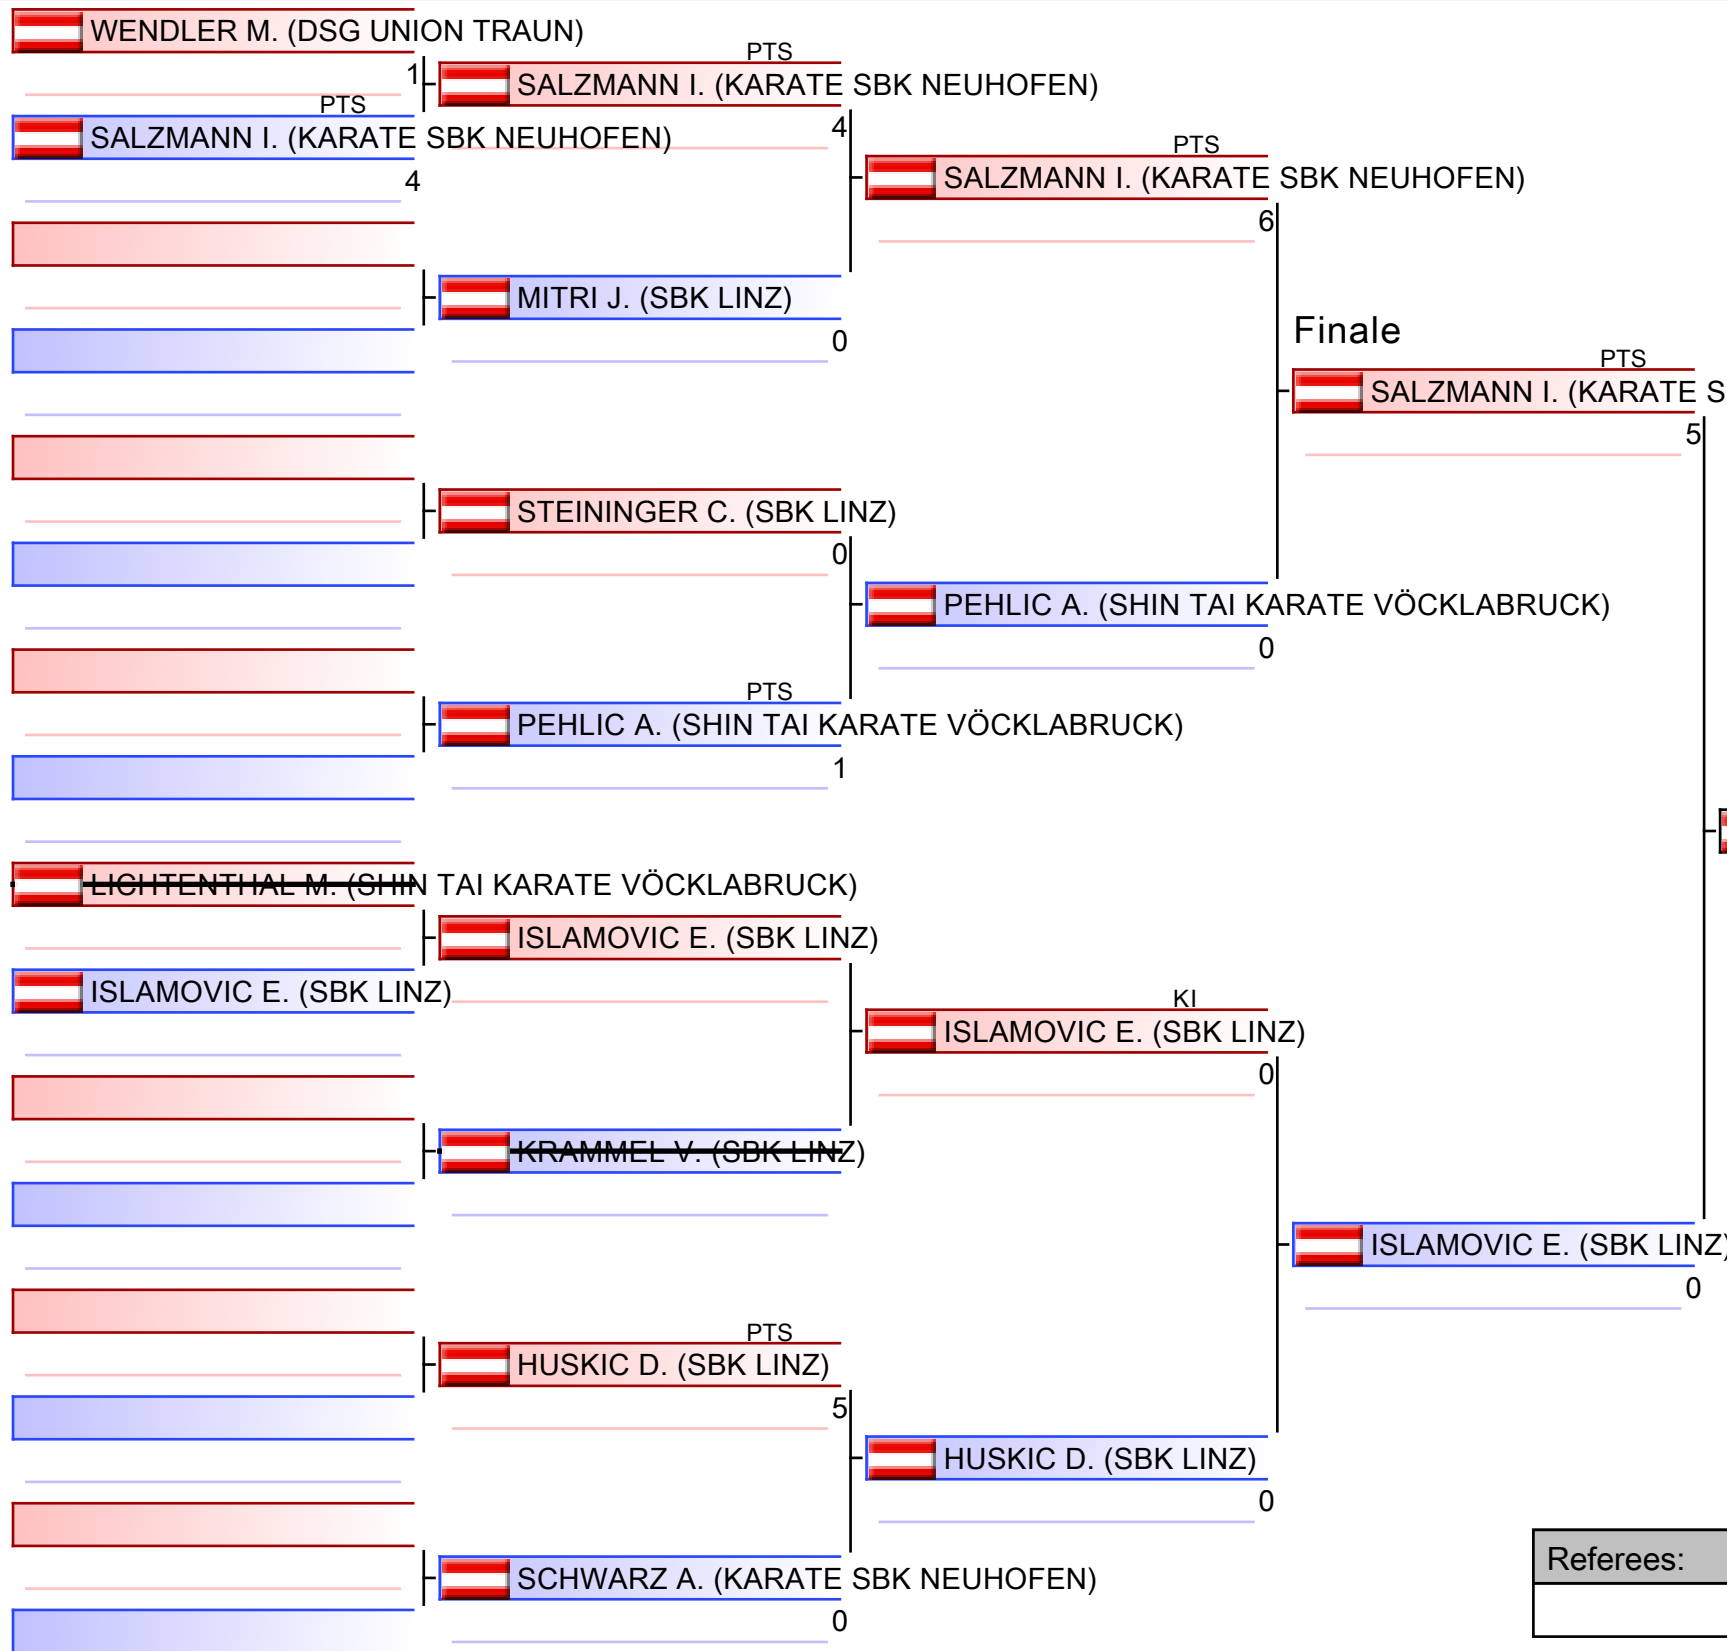 WENDLER M. (DSG UNION TRAUN)
1
PTS
SALZMANN I. (KARATE SBK NEUHOFEN)
4
PTS
SALZMANN I. (KARATE SBK NEUHOFEN)
4
MITRI J. (SBK LINZ)
0
PTS
SALZMANN I. (KARATE SBK NEUHOFEN)
6
STEININGER C. (SBK LINZ)
0
PTS
PEHLIC A. (SHIN TAI KARATE VÖCKLABRUCK)
1
PEHLIC A. (SHIN TAI KARATE VÖCKLABRUCK)
0
Finale
PTS
SALZMANN I. (KARATE S
5
LICHTENTHAL M. (SHIN TAI KARATE VÖCKLABRUCK)
ISLAMOVIC E. (SBK LINZ)
ISLAMOVIC E. (SBK LINZ)
KRAMMEL V. (SBK LINZ)
KI
ISLAMOVIC E. (SBK LINZ)
0
PTS
HUSKIC D. (SBK LINZ)
5
SCHWARZ A. (KARATE SBK NEUHOFEN)
0
HUSKIC D. (SBK LINZ)
0
ISLAMOVIC E. (SBK LINZ)
0
Referees: